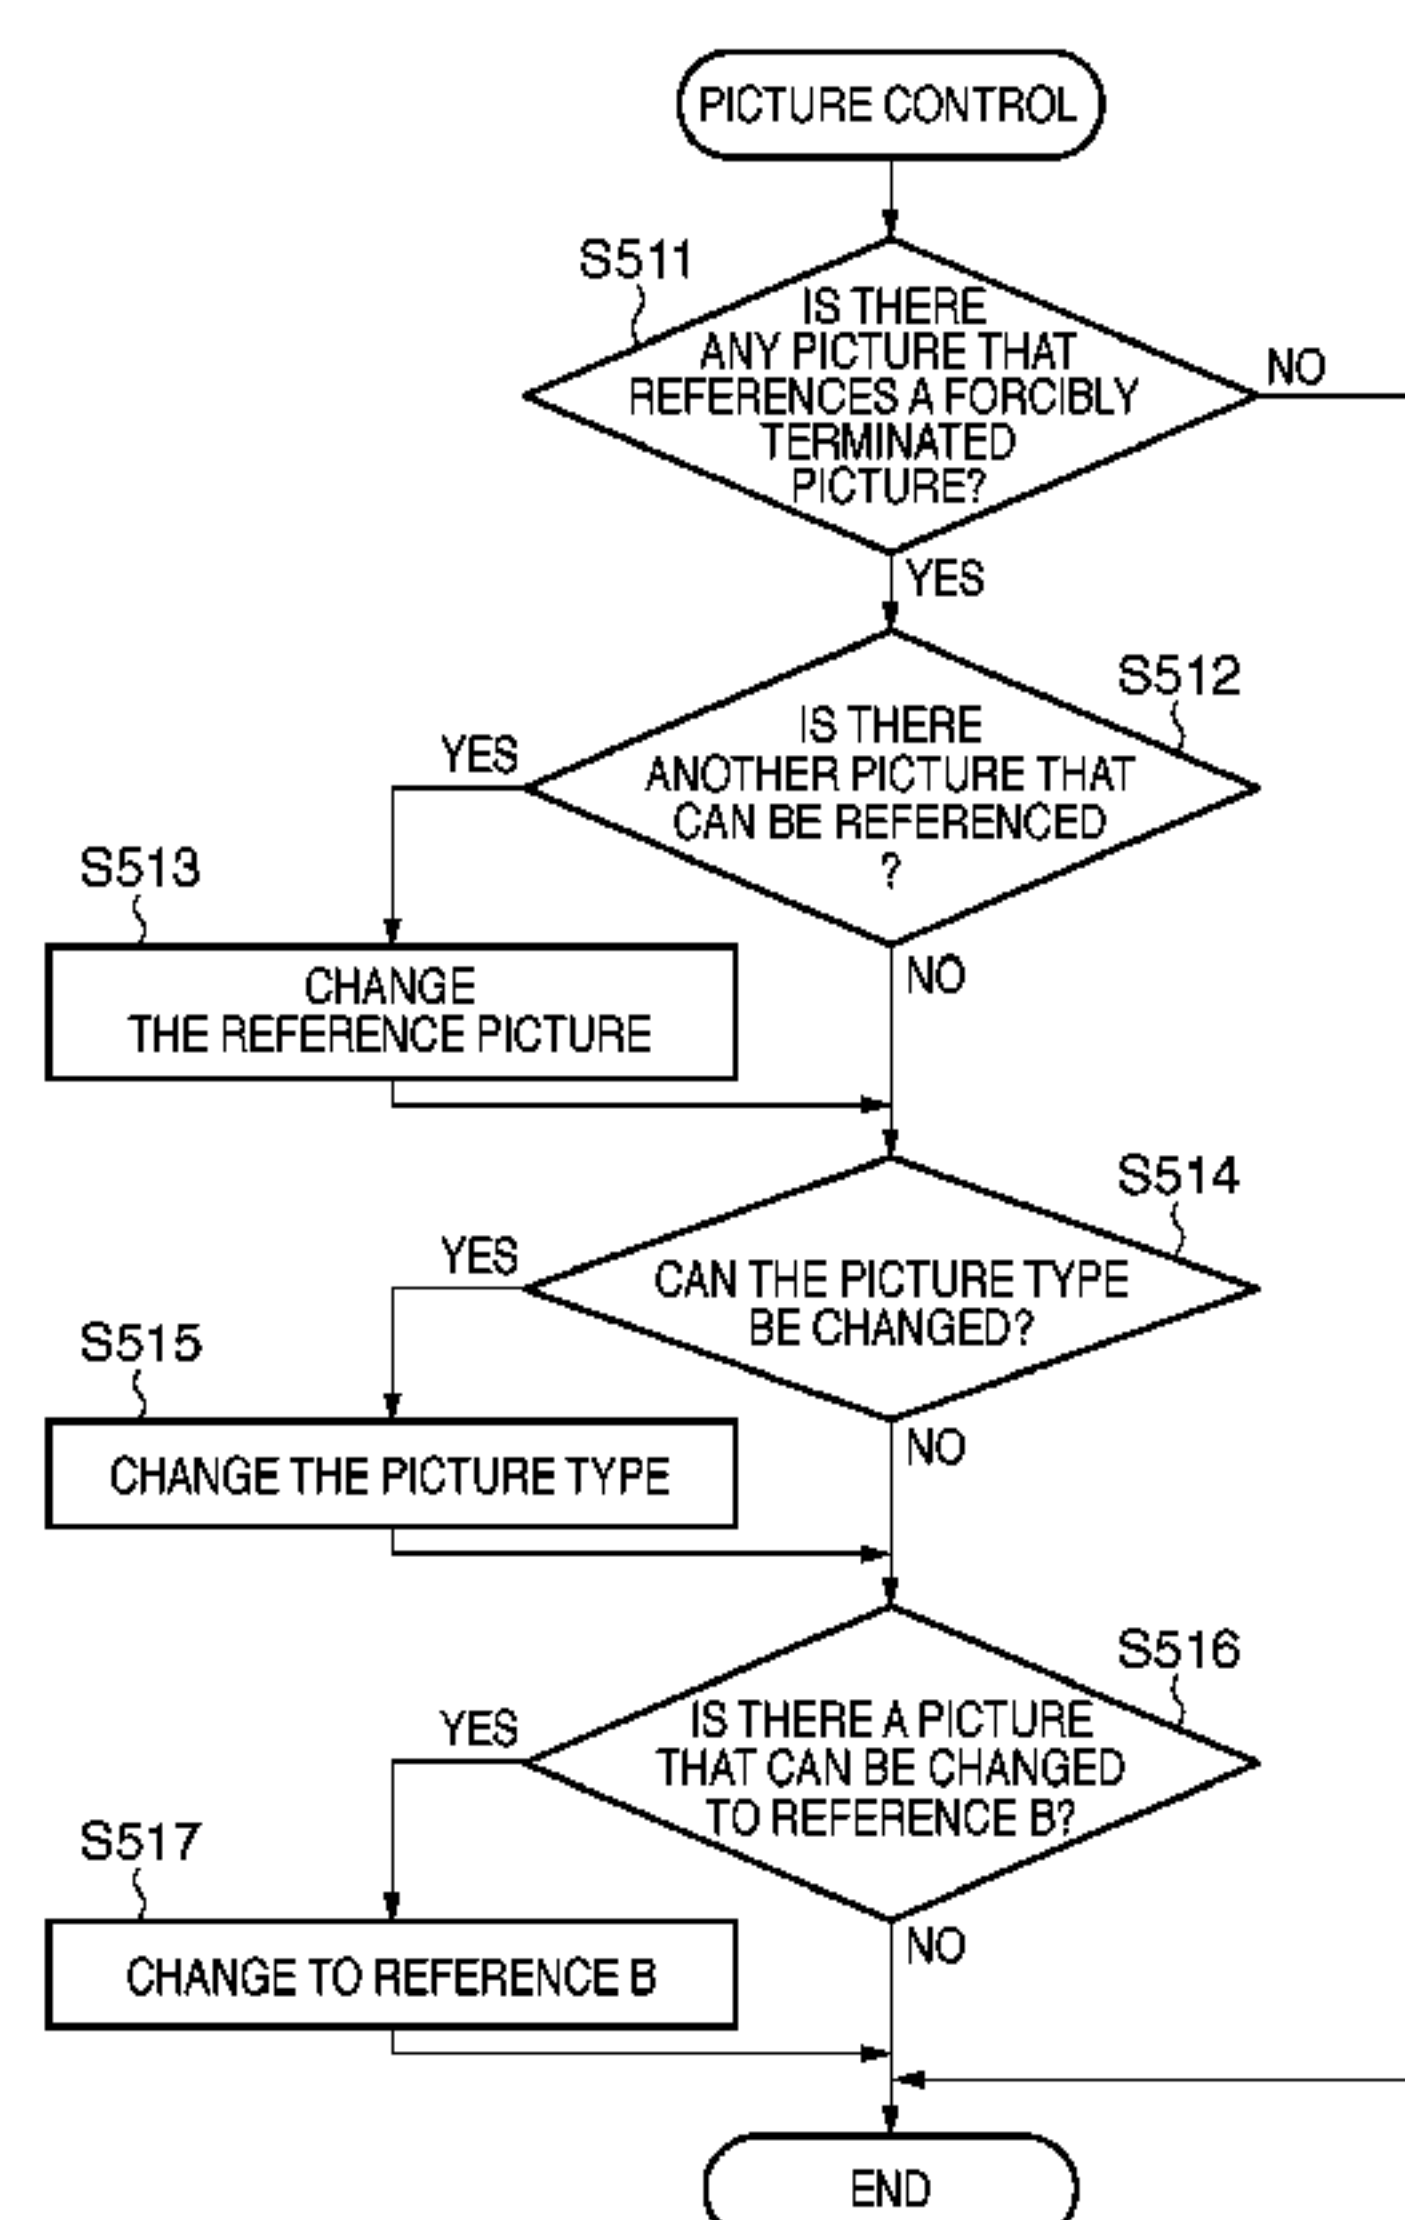 PICTURE CONTROL
S511
IS THERE
ANY PICTURE THAT
REFERENCES A FORCIBLY
TERMINATED
PICTURE?
NO
YES
S512
IS THERE
ANOTHER PICTURE THAT
CAN BE REFERENCED
?
YES
NO
S513
CHANGE
THE REFERENCE PICTURE
S514
CAN THE PICTURE TYPE
BE CHANGED?
YES
NO
S515
CHANGE THE PICTURE TYPE
S516
IS THERE A PICTURE
THAT CAN BE CHANGED
TO REFERENCE B?
YES
NO
S517
CHANGE TO REFERENCE B
END